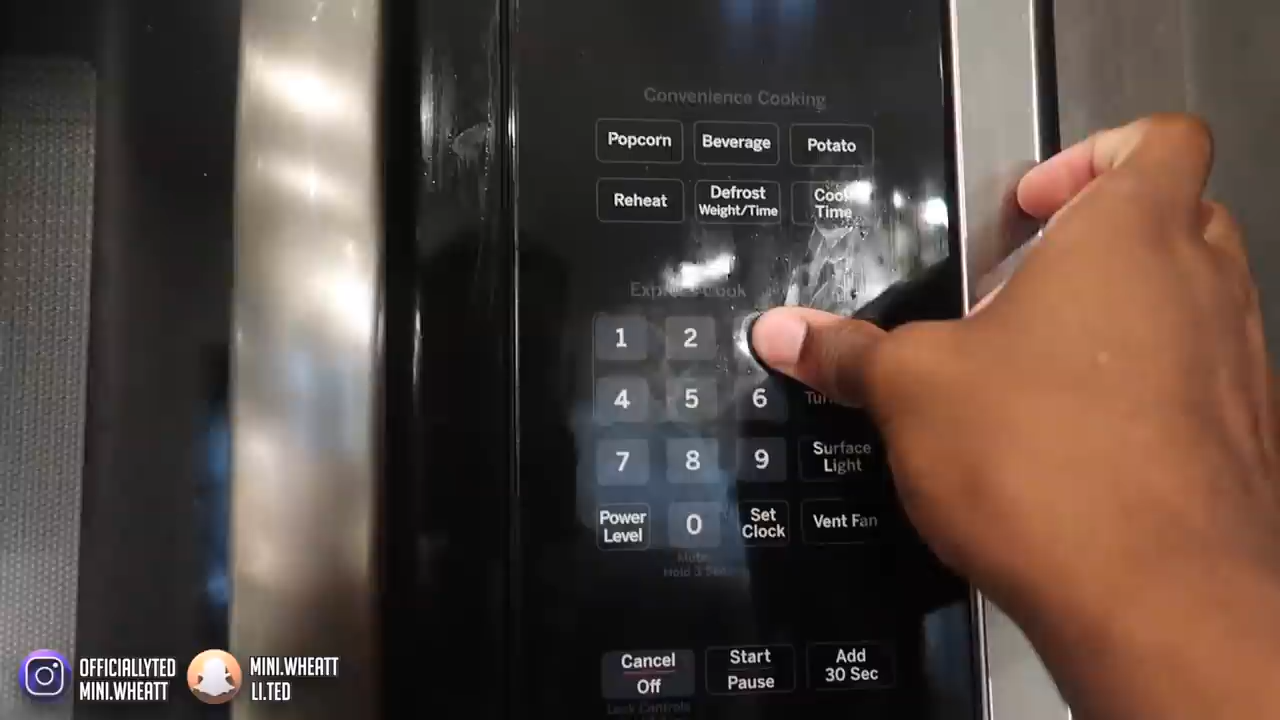 Convenience Cooking
Popcorn
Beverage
Potato
Reheat
Defrost
Weight/Time
Cook
Time
Express Cook
1
2
4
5
6
7
8
9
Surface
Light
Power
Level
0
Set
Clock
Vent Fan
Mute
Hold 3 Sec
Cancel
Off
Start
Pause
Add
30 Sec
Lock Controls
OFFICIALLYTED
MINI.WHEATT
MINI.WHEATT
LI.TED